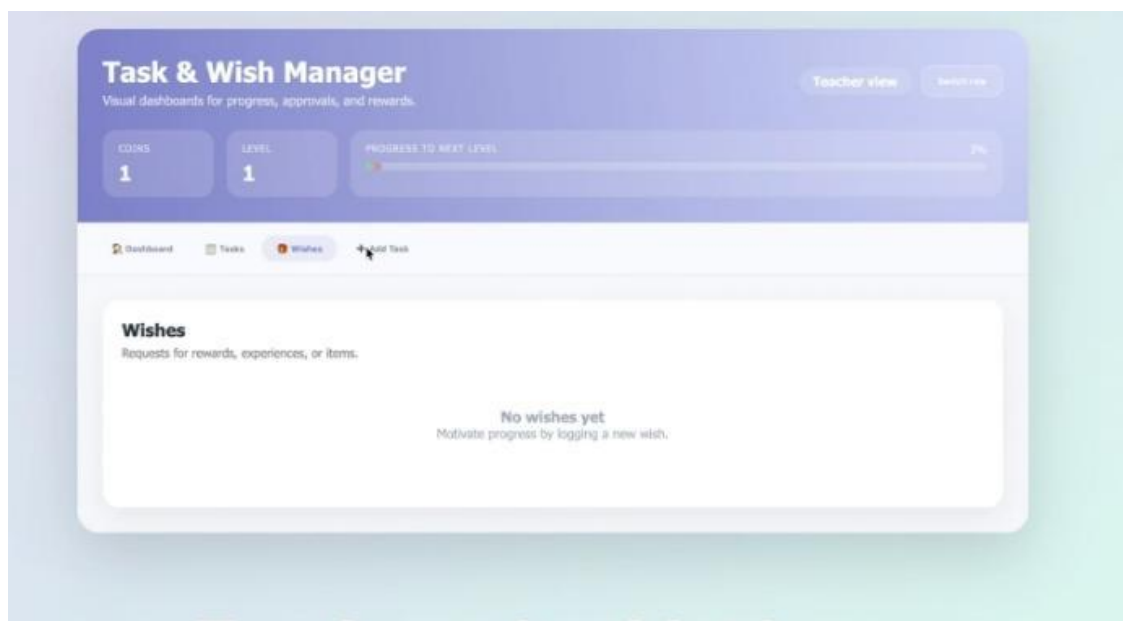 Task & Wish Manager
Visual dashboards for progress, approvals, and rewards.
Teacher view
COINS
1
LEVEL
1
PROGRESS TO NEXT LEVEL
Dashboard
Tasks
Wishes
Add Task
Wishes
Requests for rewards, experiences, or items.
No wishes yet
Motivate progress by logging a new wish.